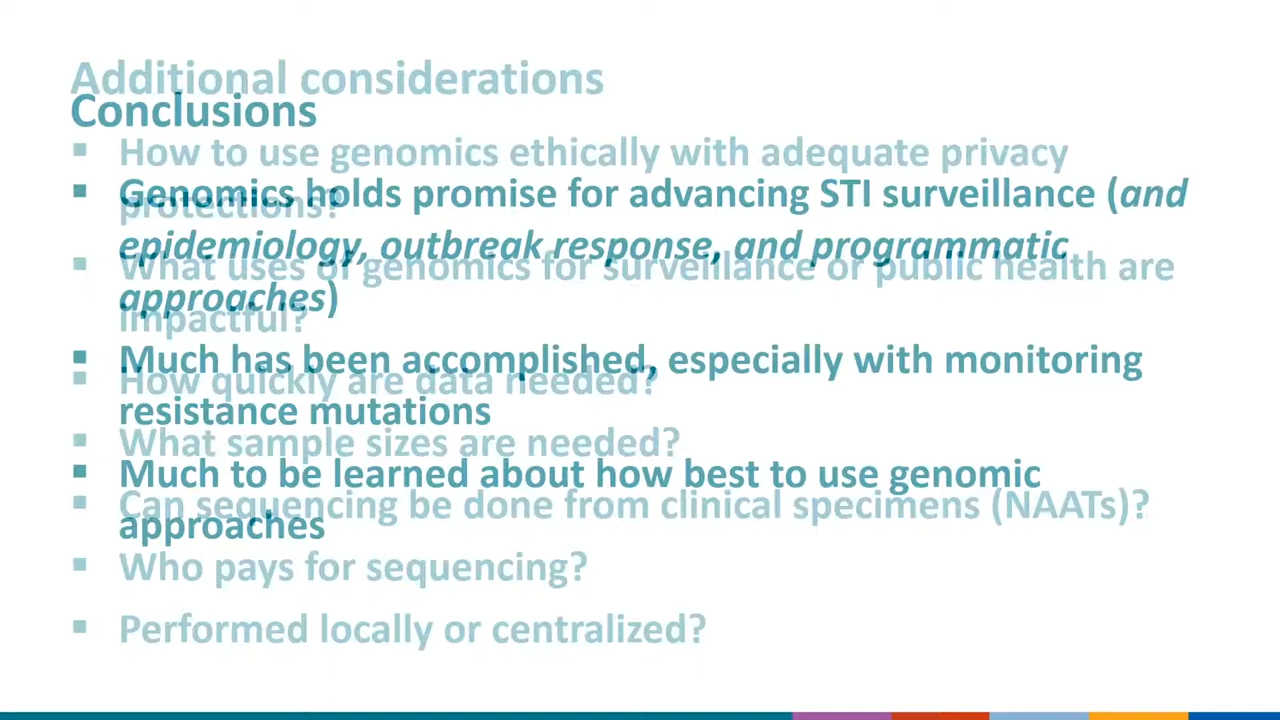 Additional considerations
Conclusions
▪ How to use genomics ethically with adequate privacy
protections?
▪ Genomics holds promise for advancing STI surveillance (and
epidemiology, outbreak response, and programmatic
approaches)
▪ What uses of genomics for surveillance or public health are
impactful?
▪ Much has been accomplished, especially with monitoring
resistance mutations
▪ How quickly are data needed?
▪ What sample sizes are needed?
▪ Much to be learned about how best to use genomic
approaches
▪ Can sequencing be done from clinical specimens (NAATs)?
▪ Who pays for sequencing?
▪ Performed locally or centralized?